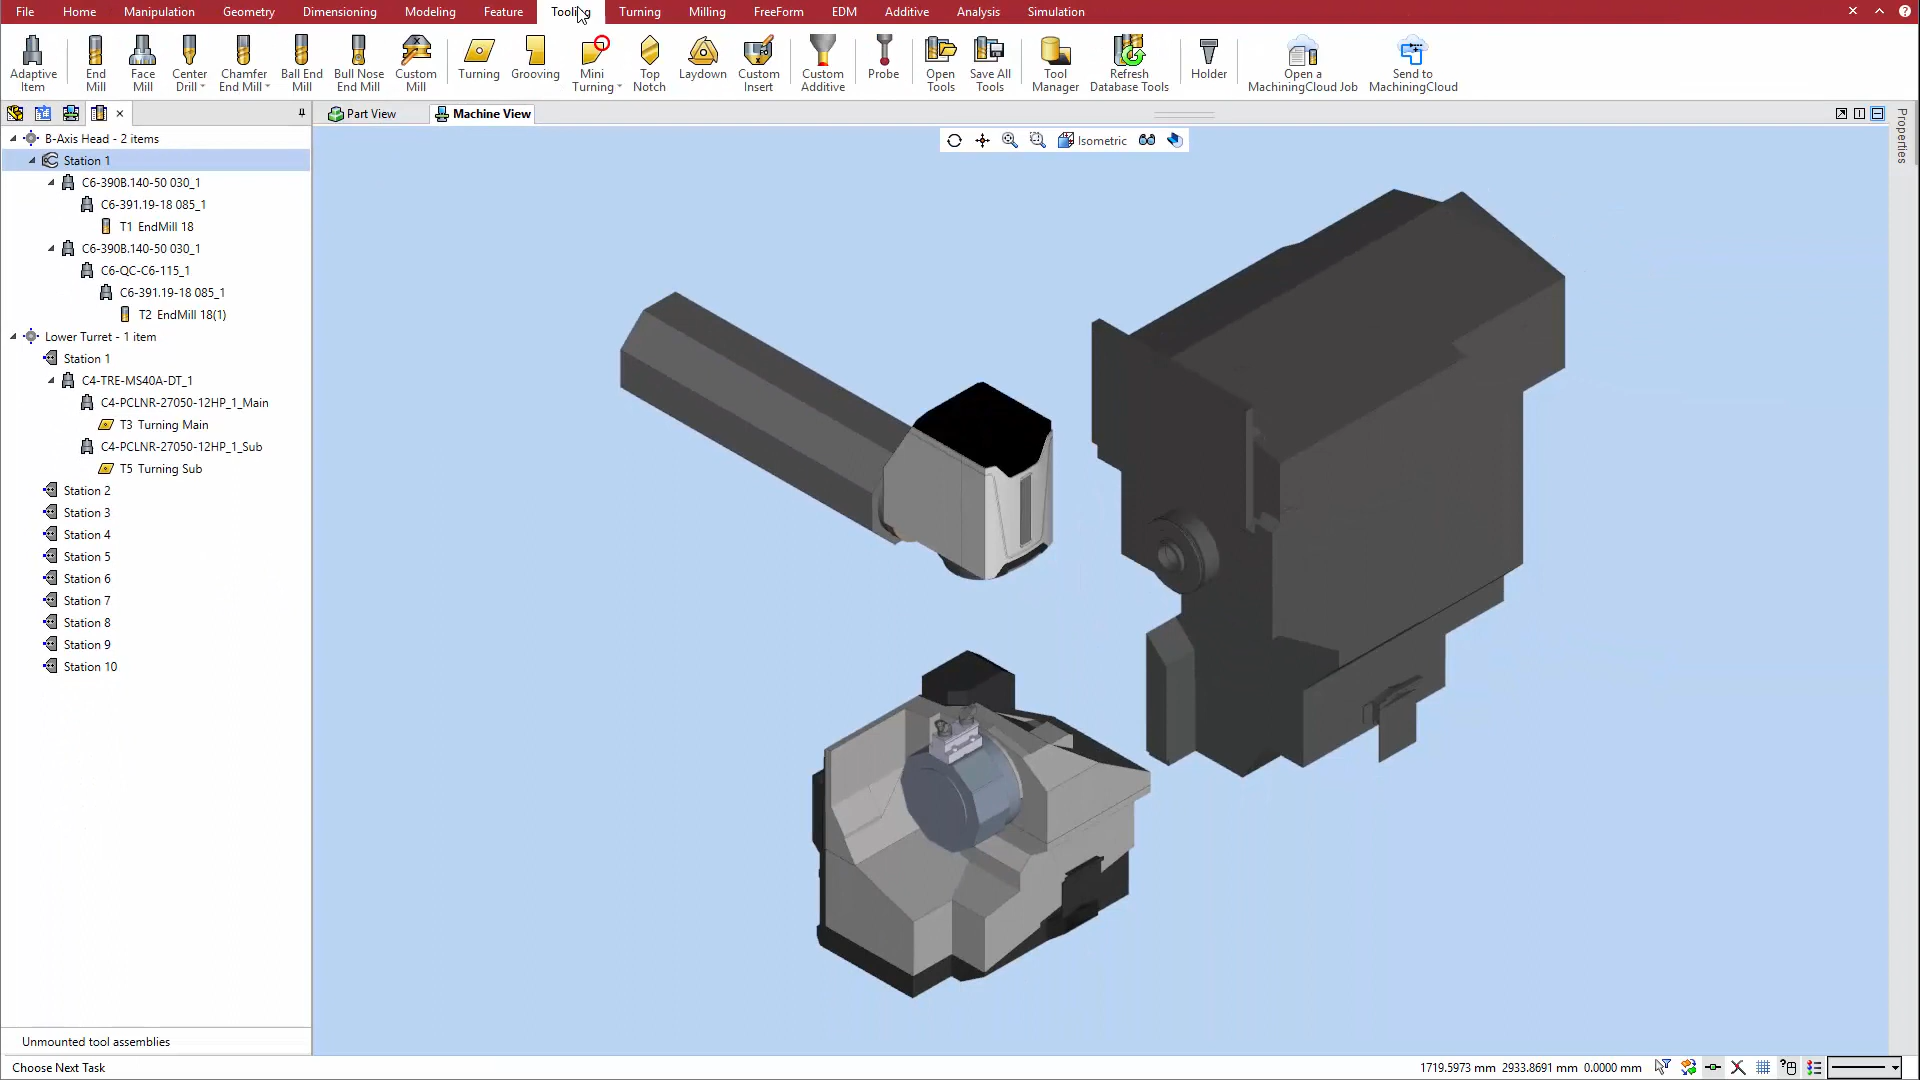 File Home Manipulation Geometry Dimensioning Modeling Feature Tooling Turning Milling FreeForm EDM Additive Analysis Simulation
Adaptive Item
End Mill
Face Mill
Center Drill
Chamfer End Mill
Ball End Mill
Bull Nose End Mill
Custom Mill
Turning
Grooving
Mini Turning
Top Notch
Laydown
Custom Insert
Custom Additive
Probe
Open Tools
Save All Tools
Tool Manager
Refresh Database Tools
Holder
Open a MachiningCloud Job
Send to MachiningCloud
Part View
Machine View
Properties
Isometric
B-Axis Head - 2 items
Station 1
C6-390B.140-50 030_1
C6-391.19-18 085_1
T1 EndMill 18
C6-390B.140-50 030_1
C6-QC-C6-115_1
C6-391.19-18 085_1
T2 EndMill 18(1)
Lower Turret - 1 item
Station 1
C4-TRE-MS40A-DT_1
C4-PCLNR-27050-12HP_1_Main
T3 Turning Main
C4-PCLNR-27050-12HP_1_Sub
T5 Turning Sub
Station 2
Station 3
Station 4
Station 5
Station 6
Station 7
Station 8
Station 9
Station 10
Unmounted tool assemblies
Choose Next Task
1719.5973 mm 2933.8691 mm 0.0000 mm